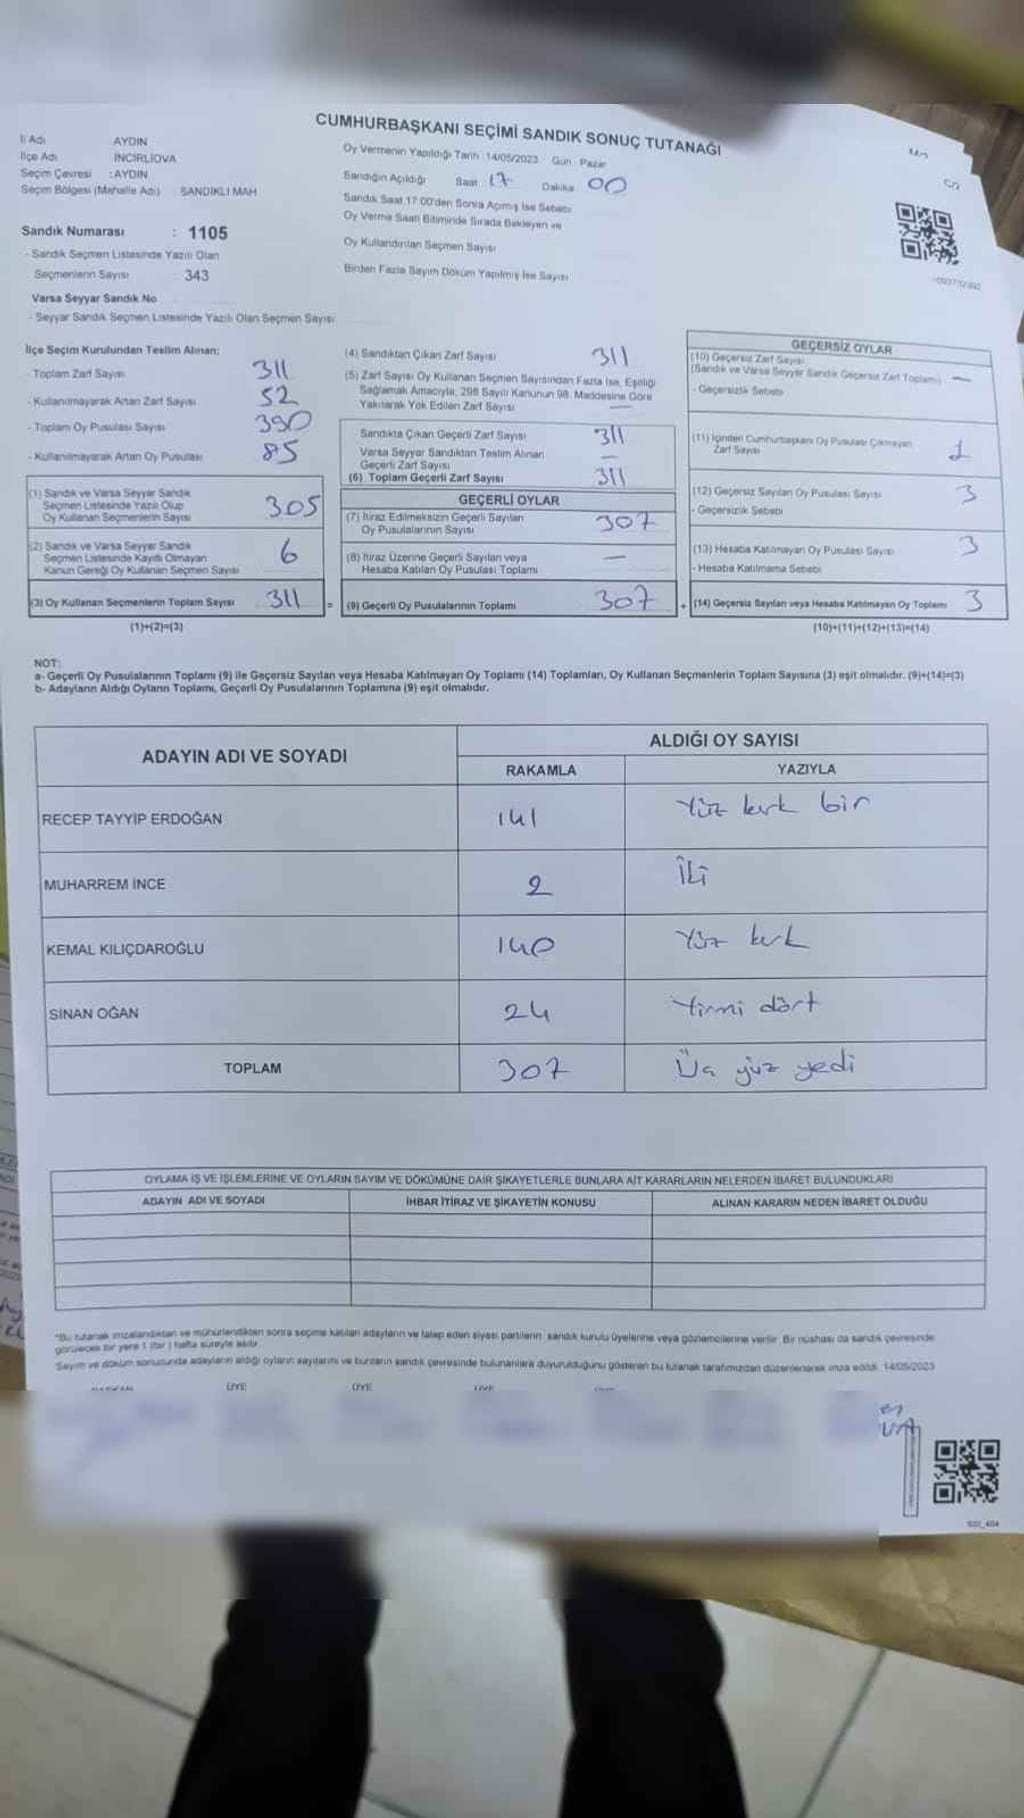 CUMHURBAŞKANI SEÇİMİ SANDIK SONUÇ TUTANAĞI
İl Adı AYDIN
İlçe Adı İNCİRLİOVA
Seçim Çevresi : AYDIN
Seçim Bölgesi (Mahalle Adı) SANDIKLI MAH.
Oy Vermenin Yapıldığı Tarih : 14/05/2023 Gün : Pazar
Sandığın Açıldığı Saat 17 Dakika 00
Sandık Saat 17:00'den Sonra Açımış İse Sebebi
Oy Verme Saati Bitiminde Sırada Bekleyen ve
Oy Kullandırılan Seçmen Sayısı
Birden Fazla Sayım Döküm Yapılmış İse Sayısı
Sandık Numarası : 1105
- Sandık Seçmen Listesinde Yazılı Olan
Seçmenlerin Sayısı 343
Varsa Seyyar Sandık No
- Seyyar Sandık Seçmen Listesinde Yazılı Olan Seçmen Sayısı
İlçe Seçim Kurulundan Teslim Alınan:
- Toplam Zarf Sayısı 311
- Kullanılmayarak Artan Zarf Sayısı 52
- Toplam Oy Pusulası Sayısı 390
- Kullanılmayarak Artan Oy Pusulası 85
(1) Sandık ve Varsa Seyyar Sandık
Seçmen Listesinde Yazılı Olup
Oy Kullanan Seçmenlerin Sayısı 305
(2) Sandık ve Varsa Seyyar Sandık
Seçmen Listesinde Kayıtlı Olmayan
Kanun Gereği Oy Kullanan Seçmen Sayısı 6
(3) Oy Kullanan Seçmenlerin Toplam Sayısı 311 =
(1)+(2)=(3)
(4) Sandıktan Çıkan Zarf Sayısı 311
(5) Zarf Sayısı Oy Kullanan Seçmen Sayısından Fazla İse, Eşitliği
Sağlamak Amacıyla; 298 Sayılı Kanunun 98. Maddesine Göre
Yakılarak Yok Edilen Zarf Sayısı —
Sandıkta Çıkan Geçerli Zarf Sayısı 311
Varsa Seyyar Sandıktan Teslim Alınan
Geçerli Zarf Sayısı —
(6) Toplam Geçerli Zarf Sayısı 311
GEÇERLİ OYLAR
(7) İtiraz Edilmeksizin Geçerli Sayılan
Oy Pusulalarının Sayısı 307
(8) İtiraz Üzerine Geçerli Sayılan veya
Hesaba Katılan Oy Pusulası Toplamı —
(9) Geçerli Oy Pusulalarının Toplamı 307 +
GEÇERSİZ OYLAR
(10) Geçersiz Zarf Sayısı
(Sandık ve Varsa Seyyar Sandık Geçersiz Zarf Toplamı) —
- Geçersizlik Sebebi
(11) İçinden Cumhurbaşkanı Oy Pusulası Çıkmayan
Zarf Sayısı 1
(12) Geçersiz Sayılan Oy Pusulası Sayısı 3
- Geçersizlik Sebebi
(13) Hesaba Katılmayan Oy Pusulası Sayısı 3
- Hesaba Katılmama Sebebi
(14) Geçersiz Sayılan veya Hesaba Katılmayan Oy Toplamı 3
(10)+(11)+(12)+(13)=(14)
NOT:
a- Geçerli Oy Pusulalarının Toplamı (9) ile Geçersiz Sayılan veya Hesaba Katılmayan Oy Toplamı (14) Toplamları, Oy Kullanan Seçmenlerin Toplam Sayısına (3) eşit olmalıdır. (9)+(14)=(3)
b- Adayların Aldığı Oyların Toplamı, Geçerli Oy Pusulalarının Toplamına (9) eşit olmalıdır.
ADAYIN ADI VE SOYADI ALDIĞI OY SAYISI
RAKAMLA YAZIYLA
RECEP TAYYİP ERDOĞAN 141 Yüz kırk bir
MUHARREM İNCE 2 İki
KEMAL KILIÇDAROĞLU 140 Yüz kırk
SİNAN OĞAN 24 Yirmi dört
TOPLAM 307 Üç yüz yedi
OYLAMA İŞ VE İŞLEMLERİNE VE OYLARIN SAYIM VE DÖKÜMÜNE DAİR ŞİKAYETLERLE BUNLARA AİT KARARLARIN NELERDEN İBARET BULUNDUKLARI
ADAYIN ADI VE SOYADI İHBAR İTİRAZ VE ŞİKAYETİN KONUSU ALINAN KARARIN NEDEN İBARET OLDUĞU
*Bu tutanak imzalandıktan ve mühürlendikten sonra seçime katılan adayların ve talep eden siyasi partilerin sandık kurulu üyelerine veya gözlemcilerine verilir. Bir nüshası da sandık çevresinde
görülecek bir yere 1 (bir) hafta süreyle asılır.
Sayım ve döküm sonucunda adayların aldığı oyların sayılarını ve bunların sandık çevresinde bulunanlara duyurulduğunu gösteren bu tutanak tarafımızdan düzenlenerek imza edildi. 14/05/2023
BAŞKAN ÜYE ÜYE ÜYE